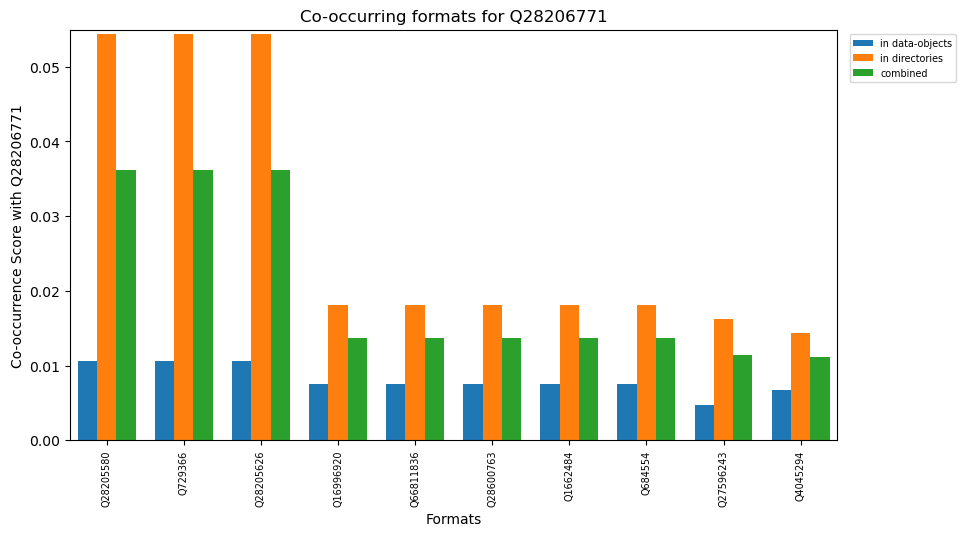 Co-occurring formats for Q28206771
in data-objects
in directories
combined
Co-occurrence Score with Q28206771
0.05
0.04
0.03
0.02
0.01
0.00
Q28205580
Q729366
Q28205626
Q16996920
Q66811836
Q28600763
Q1662484
Q684554
Q27596243
Q4045294
Formats